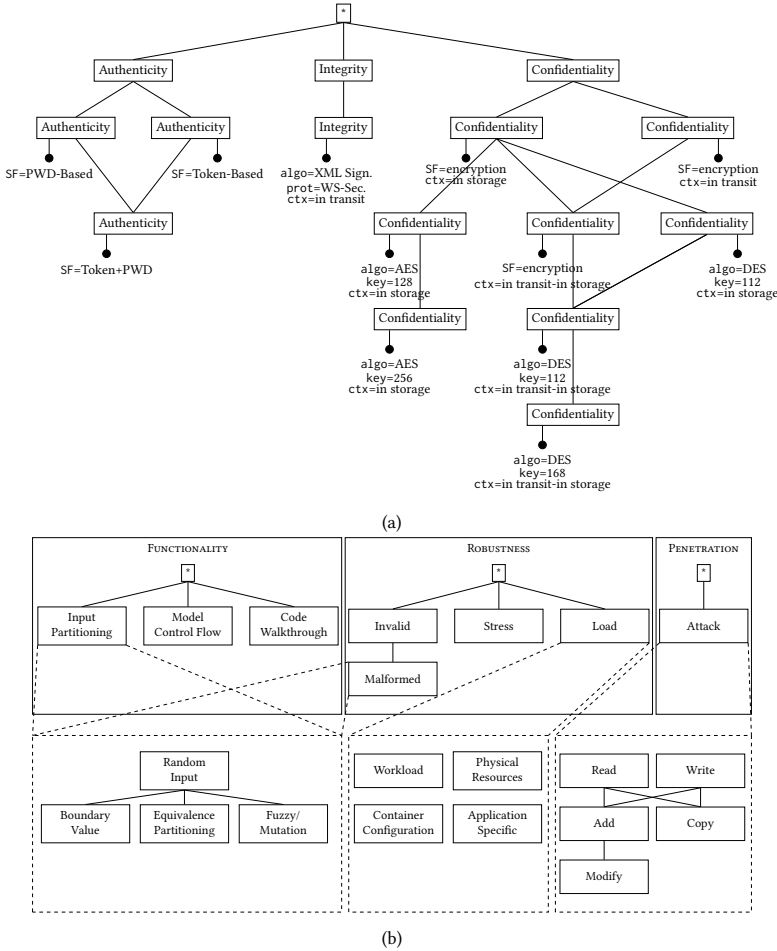 *
Authenticity
Integrity
Confidentiality
Authenticity
Authenticity
Integrity
Confidentiality
Confidentiality
SF=PWD-Based
SF=Token-Based
algo=XML Sign.
prot=WS-Sec.
ctx=in transit
SF=encryption
ctx=in storage
SF=encryption
ctx=in transit
Authenticity
Confidentiality
Confidentiality
Confidentiality
SF=Token+PWD
algo=AES
key=128
ctx=in storage
SF=encryption
ctx=in transit-in storage
algo=DES
key=112
ctx=in storage
Confidentiality
Confidentiality
algo=AES
key=256
ctx=in storage
algo=DES
key=112
ctx=in transit-in storage
Confidentiality
algo=DES
key=168
ctx=in transit-in storage
(a)
Functionality
Robustness
Penetration
*
*
*
Input
Partitioning
Model
Control Flow
Code
Walkthrough
Invalid
Stress
Load
Attack
Malformed
Random
Input
Workload
Physical
Resources
Read
Write
Boundary
Value
Equivalence
Partitioning
Fuzzy/
Mutation
Container
Configuration
Application
Specific
Add
Copy
Modify
(b)